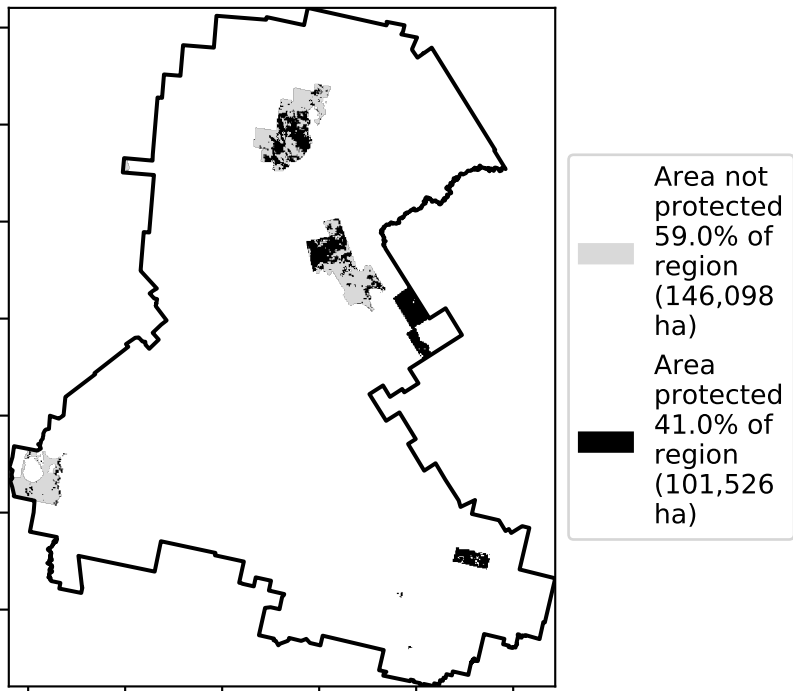 Area not
protected
59.0% of
region
(146,098
ha)
Area
protected
41.0% of
region
(101,526
ha)